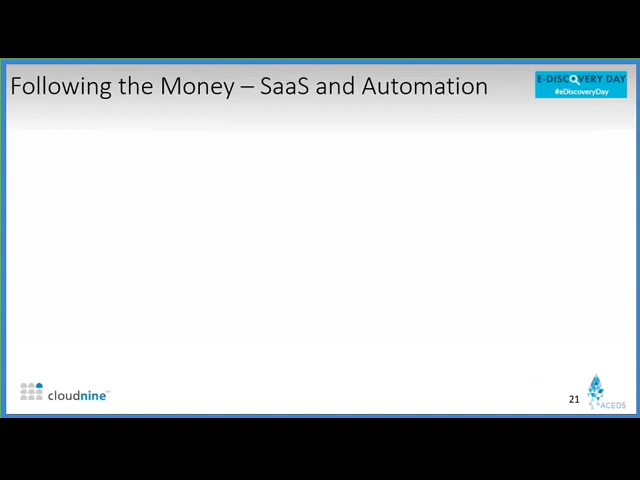 Following the Money – SaaS and Automation
E-DISCOVERY DAY
#eDiscoveryDay
cloudnine
21
ACEDS